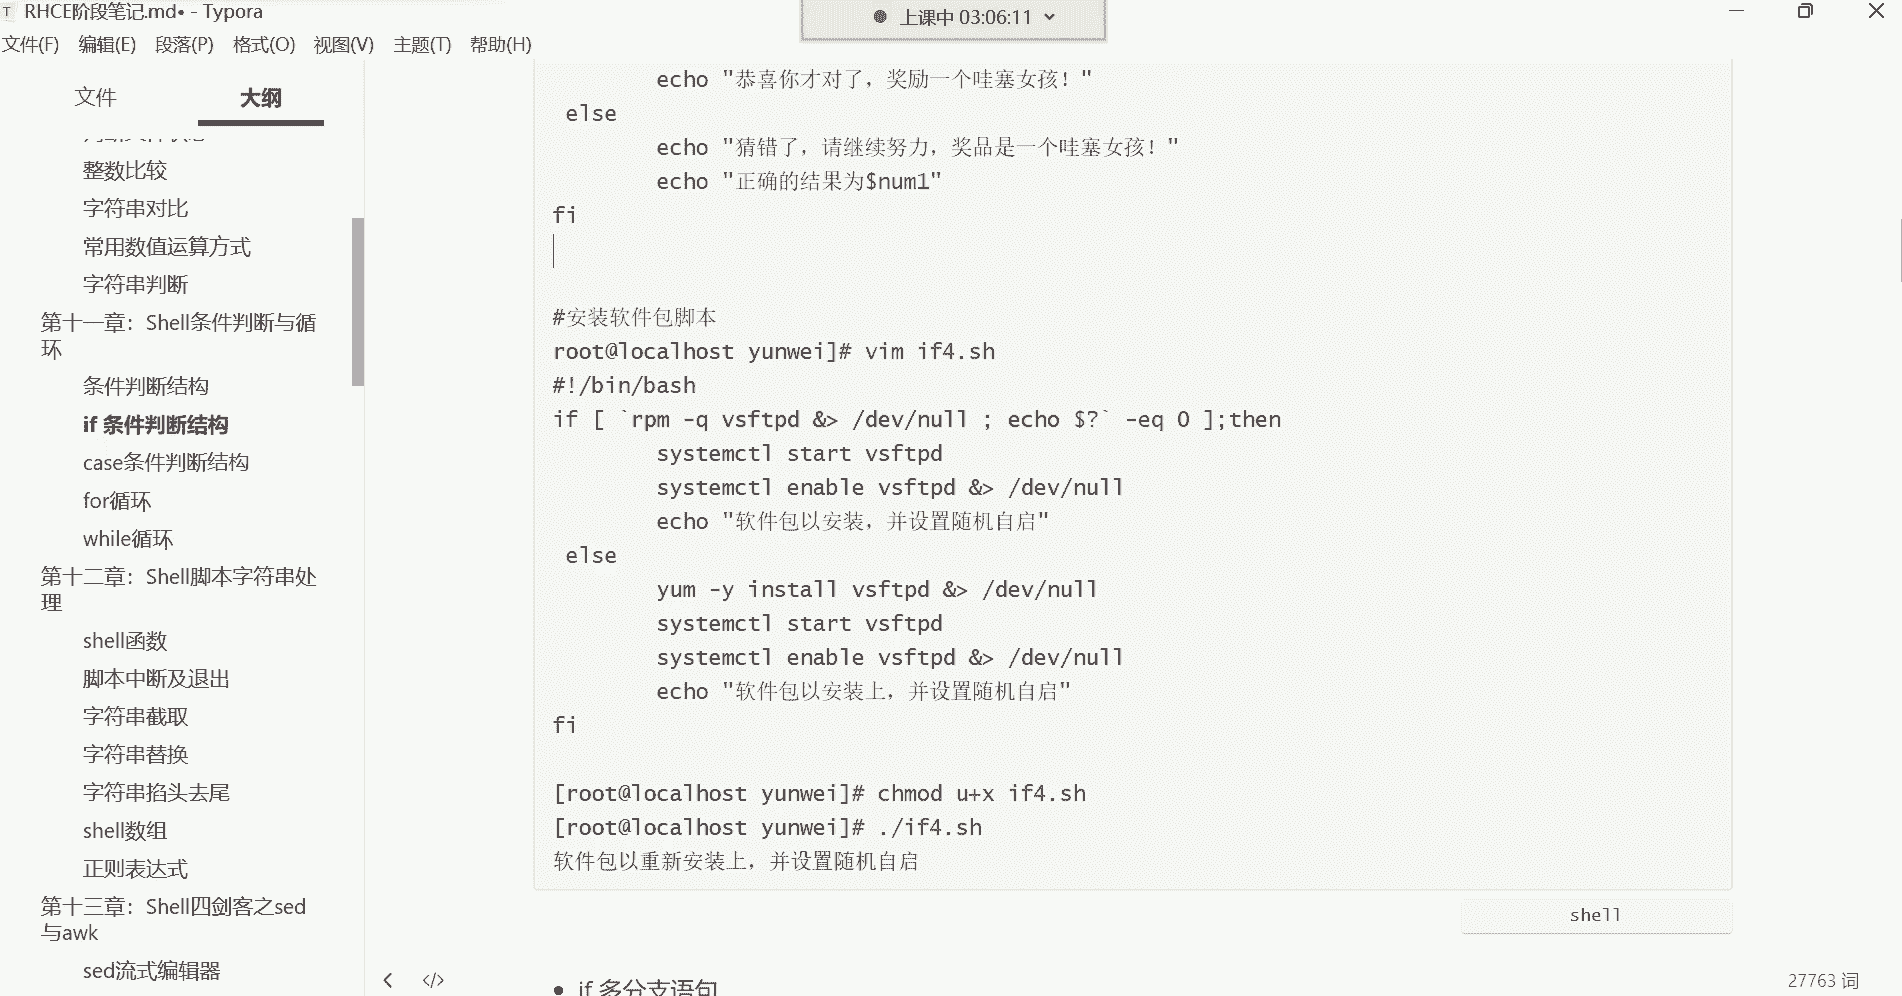 RHCE阶段笔记.md• - Typora
上课中 03:06:11
文件(F) 编辑(E) 段落(P) 格式(O) 视图(V) 主题(T) 帮助(H)
文件 大纲
整数比较
字符串对比
常用数值运算方式
字符串判断
第十一章：Shell条件判断与循
环
条件判断结构
if 条件判断结构
case条件判断结构
for循环
while循环
第十二章：Shell脚本字符串处
理
shell函数
脚本中断及退出
字符串截取
字符串替换
字符串掐头去尾
shell数组
正则表达式
第十三章：Shell四剑客之sed
与awk
sed流式编辑器
echo "恭喜你才对了，奖励一个哇塞女孩！"
else
echo "猜错了，请继续努力，奖品是一个哇塞女孩！"
echo "正确的结果为$num1"
fi
#安装软件包脚本
root@localhost yunwei]# vim if4.sh
#!/bin/bash
if [ `rpm -q vsftpd &> /dev/null ; echo $?` -eq 0 ];then
systemctl start vsftpd
systemctl enable vsftpd &> /dev/null
echo "软件包以安装，并设置随机自启"
else
yum -y install vsftpd &> /dev/null
systemctl start vsftpd
systemctl enable vsftpd &> /dev/null
echo "软件包以安装上，并设置随机自启"
fi
[root@localhost yunwei]# chmod u+x if4.sh
[root@localhost yunwei]# ./if4.sh
软件包以重新安装上，并设置随机自启
shell
• if 多分支语句
27763 词